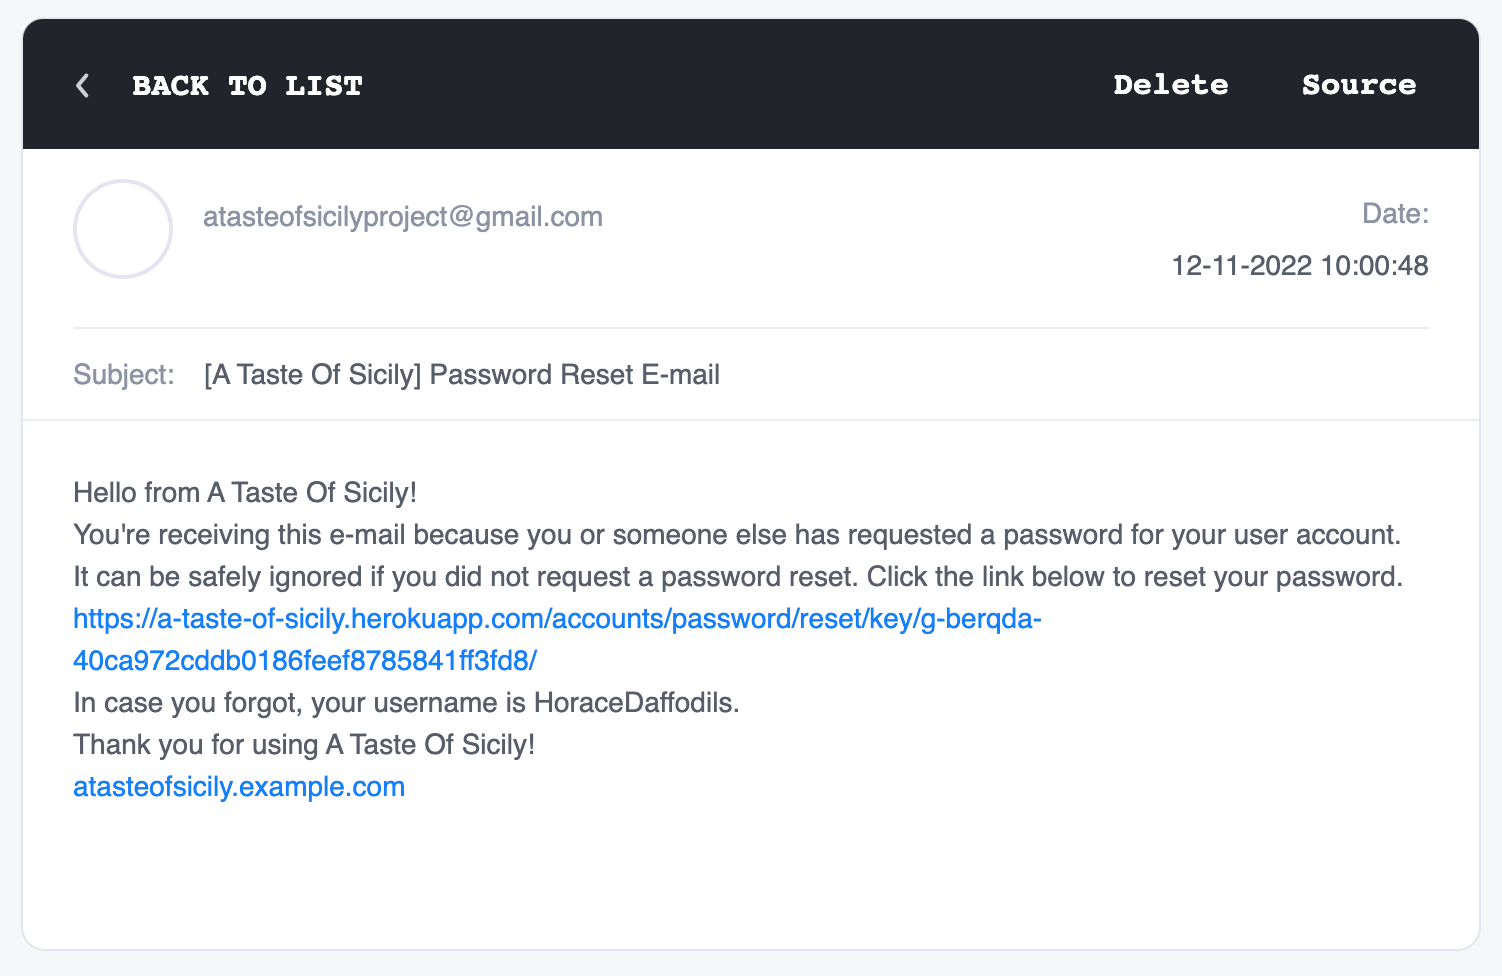 BACK TO LIST
Delete
Source
atasteofsicilyproject@gmail.com
Date:
12-11-2022 10:00:48
Subject: [A Taste Of Sicily] Password Reset E-mail
Hello from A Taste Of Sicily!
You're receiving this e-mail because you or someone else has requested a password for your user account.
It can be safely ignored if you did not request a password reset. Click the link below to reset your password.
https://a-taste-of-sicily.herokuapp.com/accounts/password/reset/key/g-berqda-
40ca972cddb0186feef8785841ff3fd8/
In case you forgot, your username is HoraceDaffodils.
Thank you for using A Taste Of Sicily!
atasteofsicily.example.com